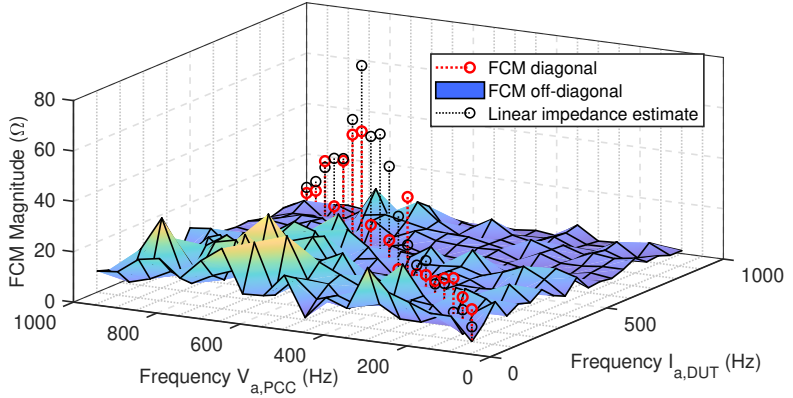 FCM diagonal
FCM off-diagonal
Linear impedance estimate
FCM Magnitude (Ω)
80
60
40
20
0
1000
800
600
400
200
0
Frequency V_a,PCC (Hz)
0
500
1000
Frequency I_a,DUT (Hz)